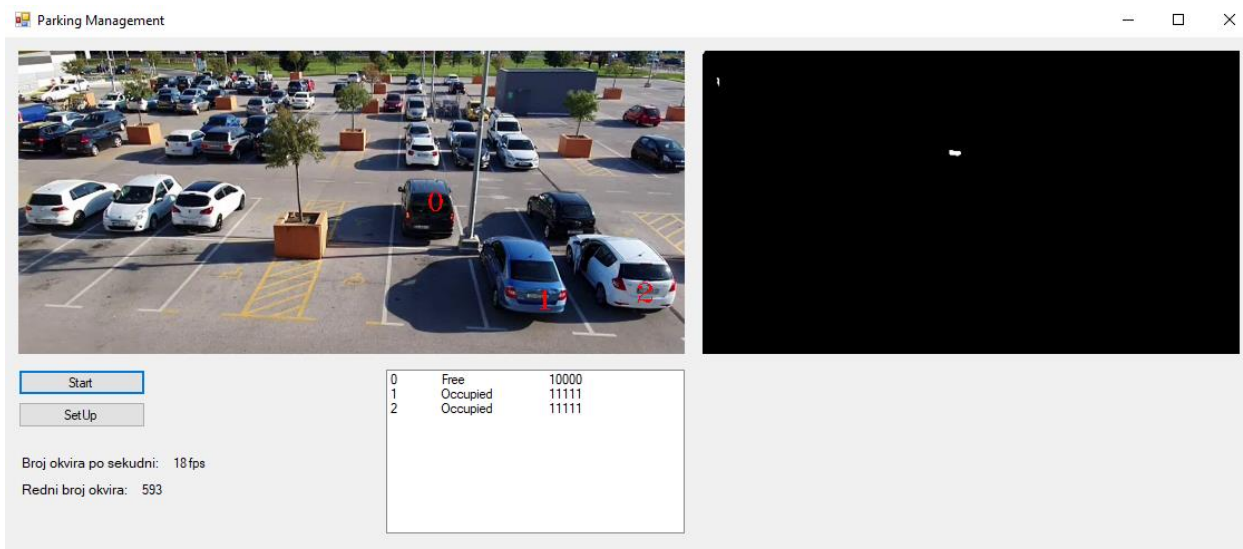 Parking Management
0
1
2
Start
SetUp
Broj okvira po sekundi: 18 fps
Redni broj okvira: 593
0 Free 10000
1 Occupied 11111
2 Occupied 11111